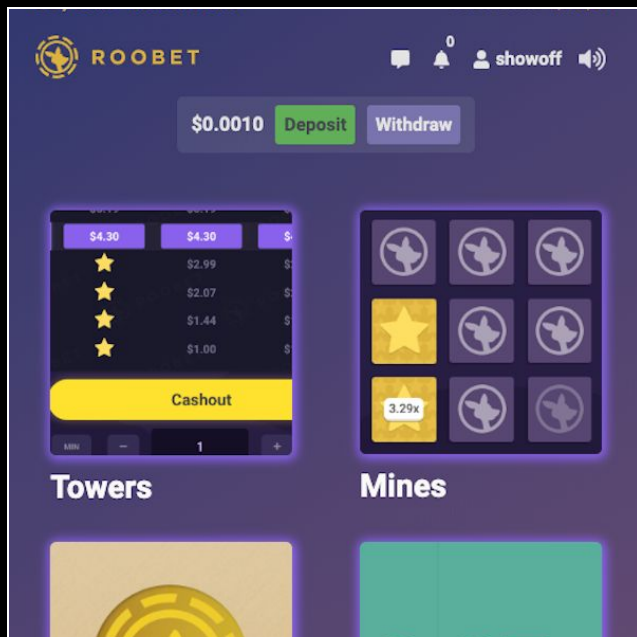 ROOBET
0
showoff
$0.0010 Deposit Withdraw
$4.30 $4.30
$2.99
$2.07
$1.44
$1.00
Cashout
MIN − 1 +
3.29x
Towers Mines